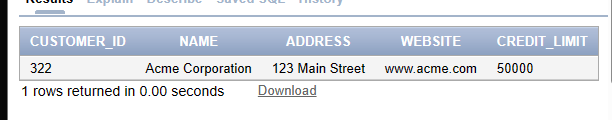 Results Explain Describe Saved SQL History
CUSTOMER_ID NAME ADDRESS WEBSITE CREDIT_LIMIT
322 Acme Corporation 123 Main Street www.acme.com 50000
1 rows returned in 0.00 seconds Download